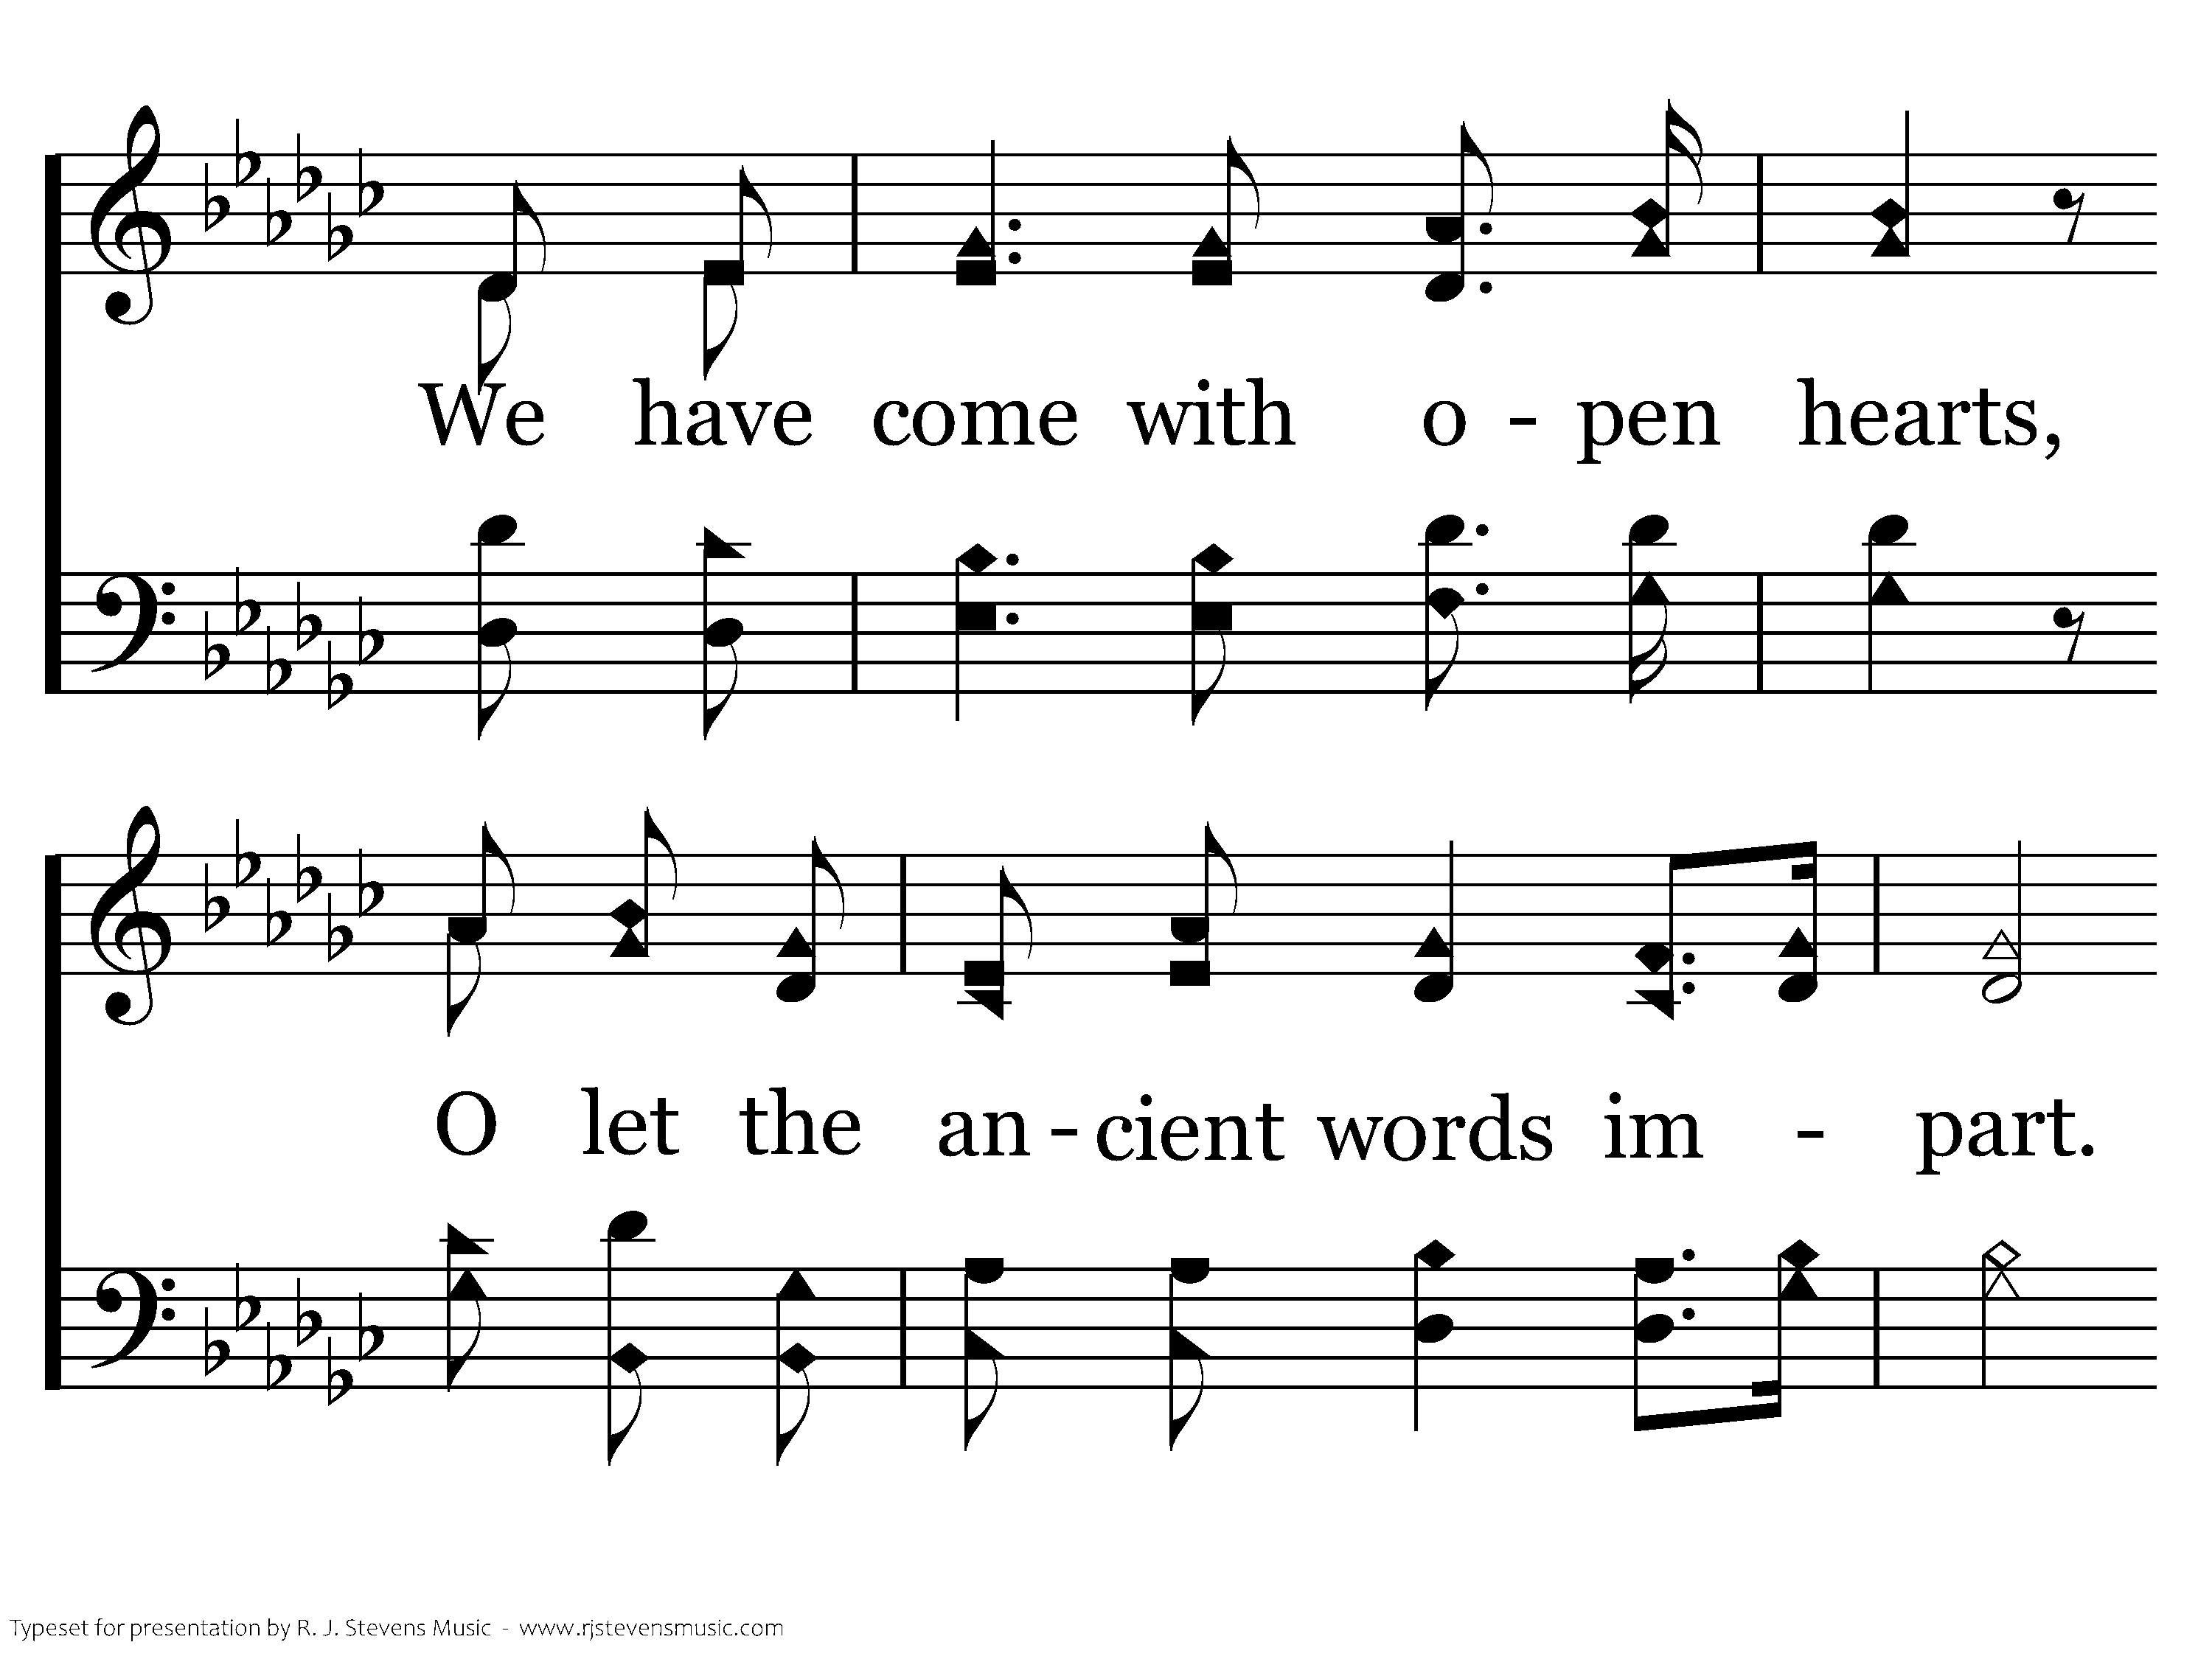 We have come with o - pen hearts,
O let the an - cient words im - part.
Typeset for presentation by R. J. Stevens Music - www.rjstevensmusic.com